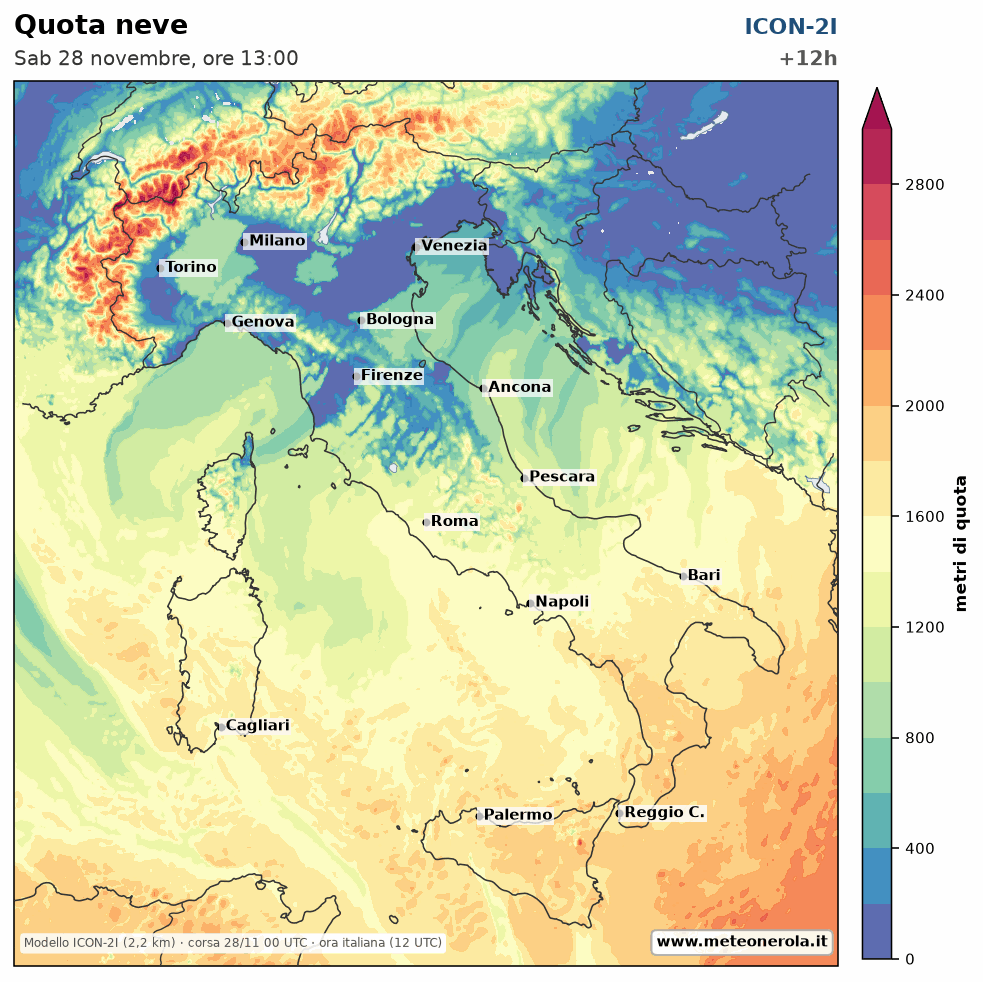 Quota neve
ICON-2I
Sab 28 novembre, ore 13:00
+12h
Milano
Venezia
Torino
Genova
Bologna
Firenze
Ancona
Pescara
Roma
Bari
Napoli
Cagliari
Palermo
Reggio C.
2800
2400
2000
1600
1200
800
400
0
metri di quota
Modello ICON-2I (2,2 km) · corsa 28/11 00 UTC · ora italiana (12 UTC)
www.meteonerola.it